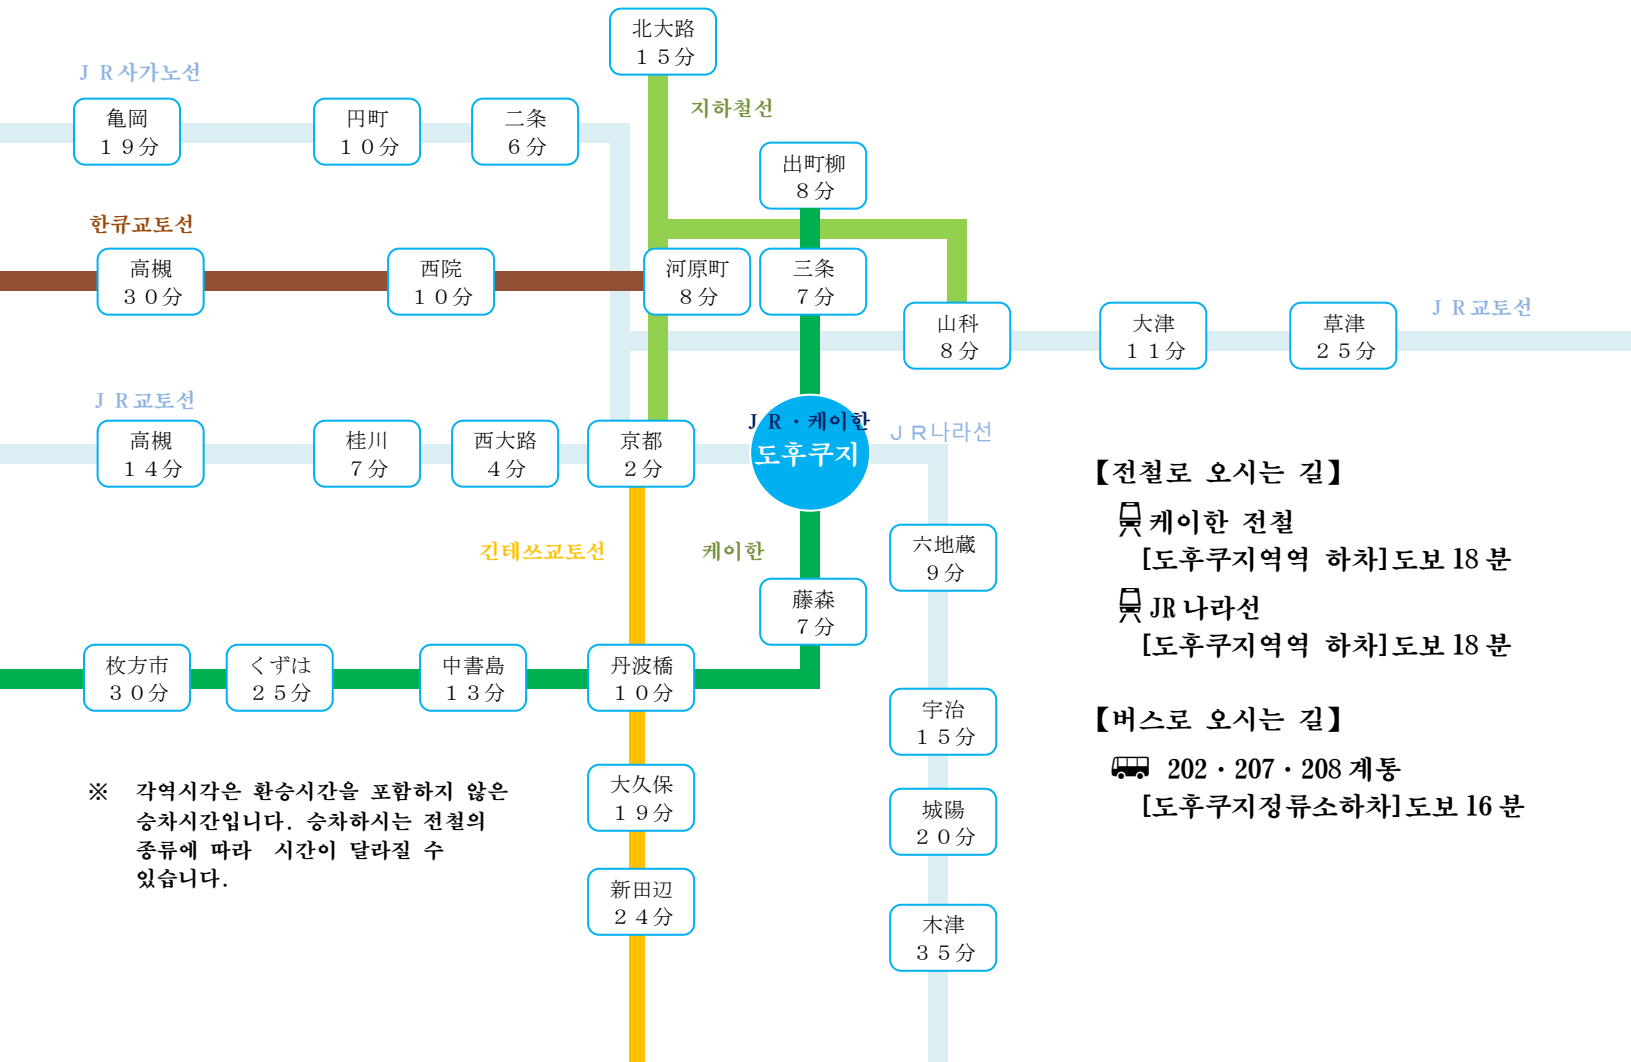 北大路
１５分
ＪＲ사가노선
지하철선
亀岡
１９分
円町
１０分
二条
６分
出町柳
８分
한큐교토선
高槻
３０分
西院
１０分
河原町
８分
三条
７分
山科
８分
大津
１１分
草津
２５分
ＪＲ교토선
ＪＲ교토선
高槻
１４分
桂川
７分
西大路
４分
京都
２分
ＪＲ・케이한
도후쿠지
ＪＲ나라선
긴테쓰교토선
케이한
六地蔵
９分
藤森
７分
枚方市
３０分
くずは
２５分
中書島
１３分
丹波橋
１０分
宇治
１５分
大久保
１９分
城陽
２０分
新田辺
２４分
木津
３５分
【전철로 오시는 길】
케이한 전철
[도후쿠지역역 하차]도보 18 분
JR 나라선
[도후쿠지역역 하차]도보 18 분
【버스로 오시는 길】
202・207・208 계통
[도후쿠지정류소하차]도보 16 분
※ 각역시각은 환승시간을 포함하지 않은
승차시간입니다. 승차하시는 전철의
종류에 따라 시간이 달라질 수
있습니다.